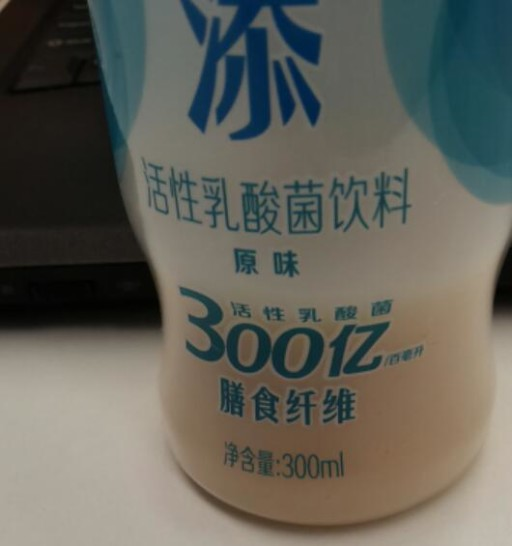 添
活性乳酸菌饮料
原味
活性乳酸菌
300亿/百毫升
膳食纤维
净含量:300ml